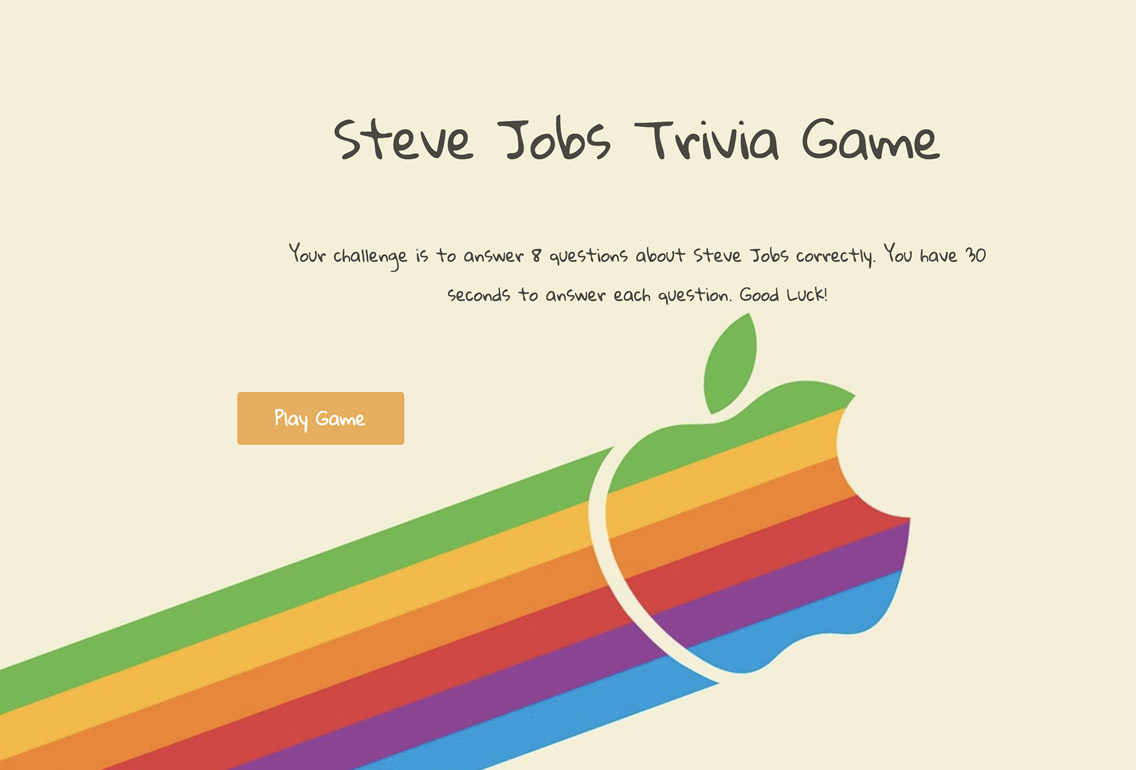 Steve Jobs Trivia Game
Your challenge is to answer 8 questions about Steve Jobs correctly. You have 30
seconds to answer each question. Good Luck!
Play Game